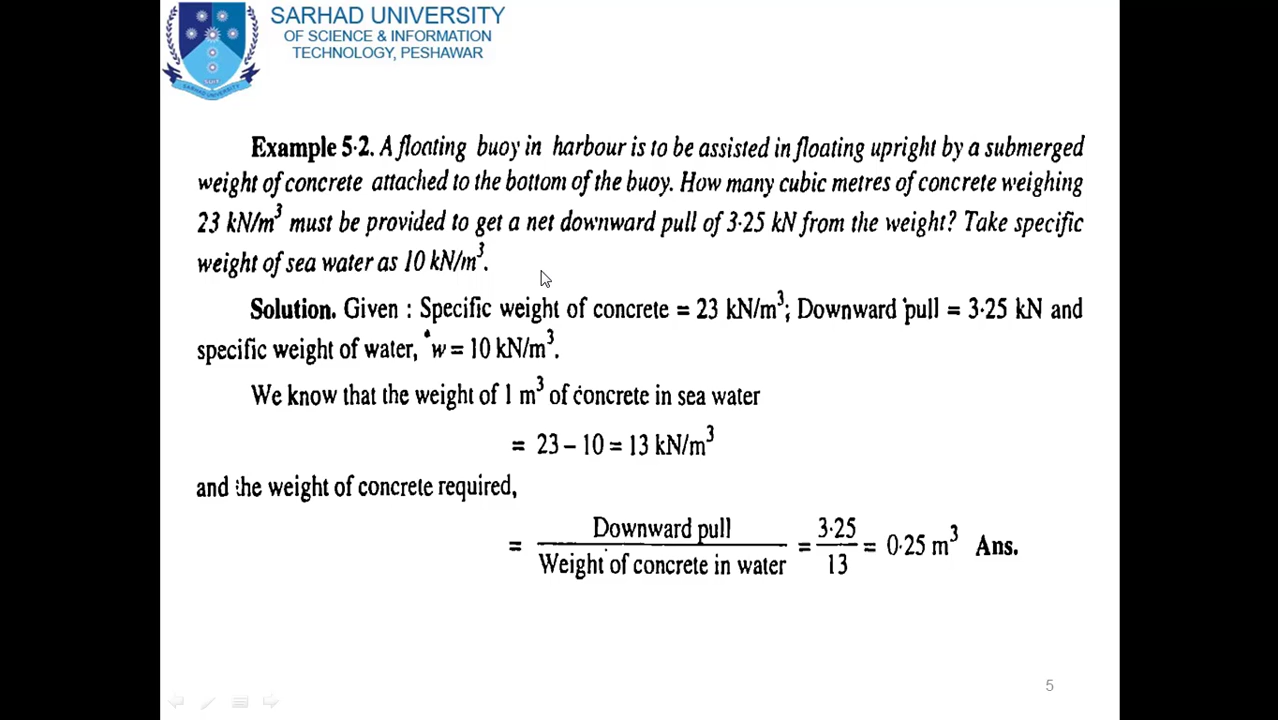 SARHAD UNIVERSITY
OF SCIENCE & INFORMATION
TECHNOLOGY, PESHAWAR
SUIT
SARHAD UNIVERSITY
Example 5·2. A floating buoy in harbour is to be assisted in floating upright by a submerged
weight of concrete attached to the bottom of the buoy. How many cubic metres of concrete weighing
23 kN/m³ must be provided to get a net downward pull of 3·25 kN from the weight? Take specific
weight of sea water as 10 kN/m³.
Solution. Given : Specific weight of concrete = 23 kN/m³; Downward pull = 3·25 kN and
specific weight of water, w = 10 kN/m³.
We know that the weight of 1 m³ of concrete in sea water
= 23 – 10 = 13 kN/m³
and the weight of concrete required,
= Downward pull / Weight of concrete in water = 3·25 / 13 = 0·25 m³ Ans.
5